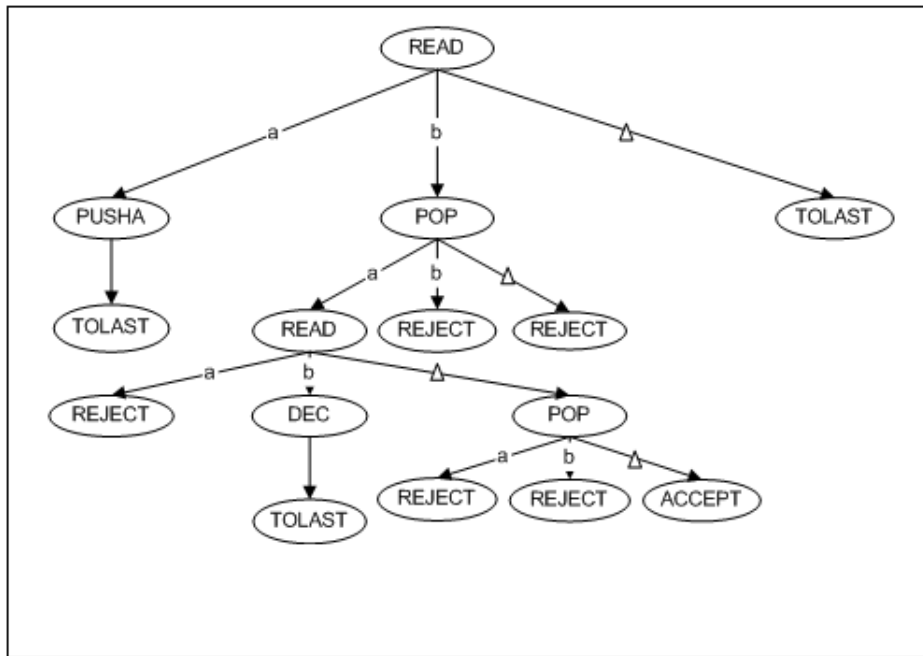 READ
a b Δ
PUSHA POP TOLAST
a b Δ
TOLAST READ REJECT REJECT
a b Δ
REJECT DEC POP
a b Δ
REJECT REJECT ACCEPT
TOLAST